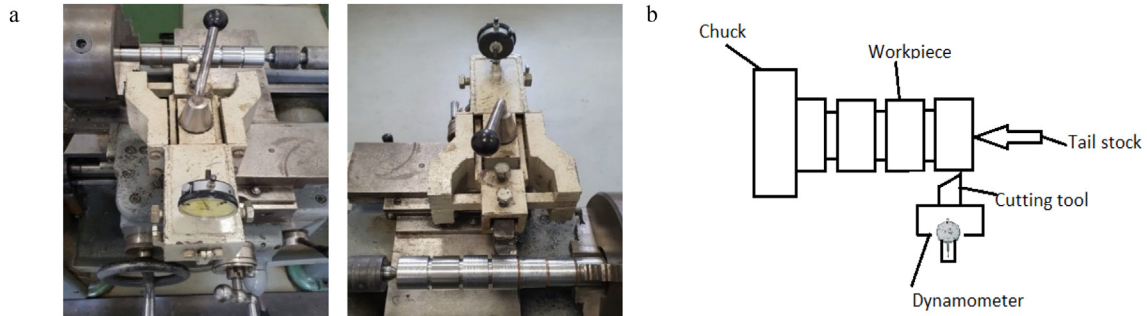 a
b
Chuck
Workpiece
Tail stock
Cutting tool
Dynamometer